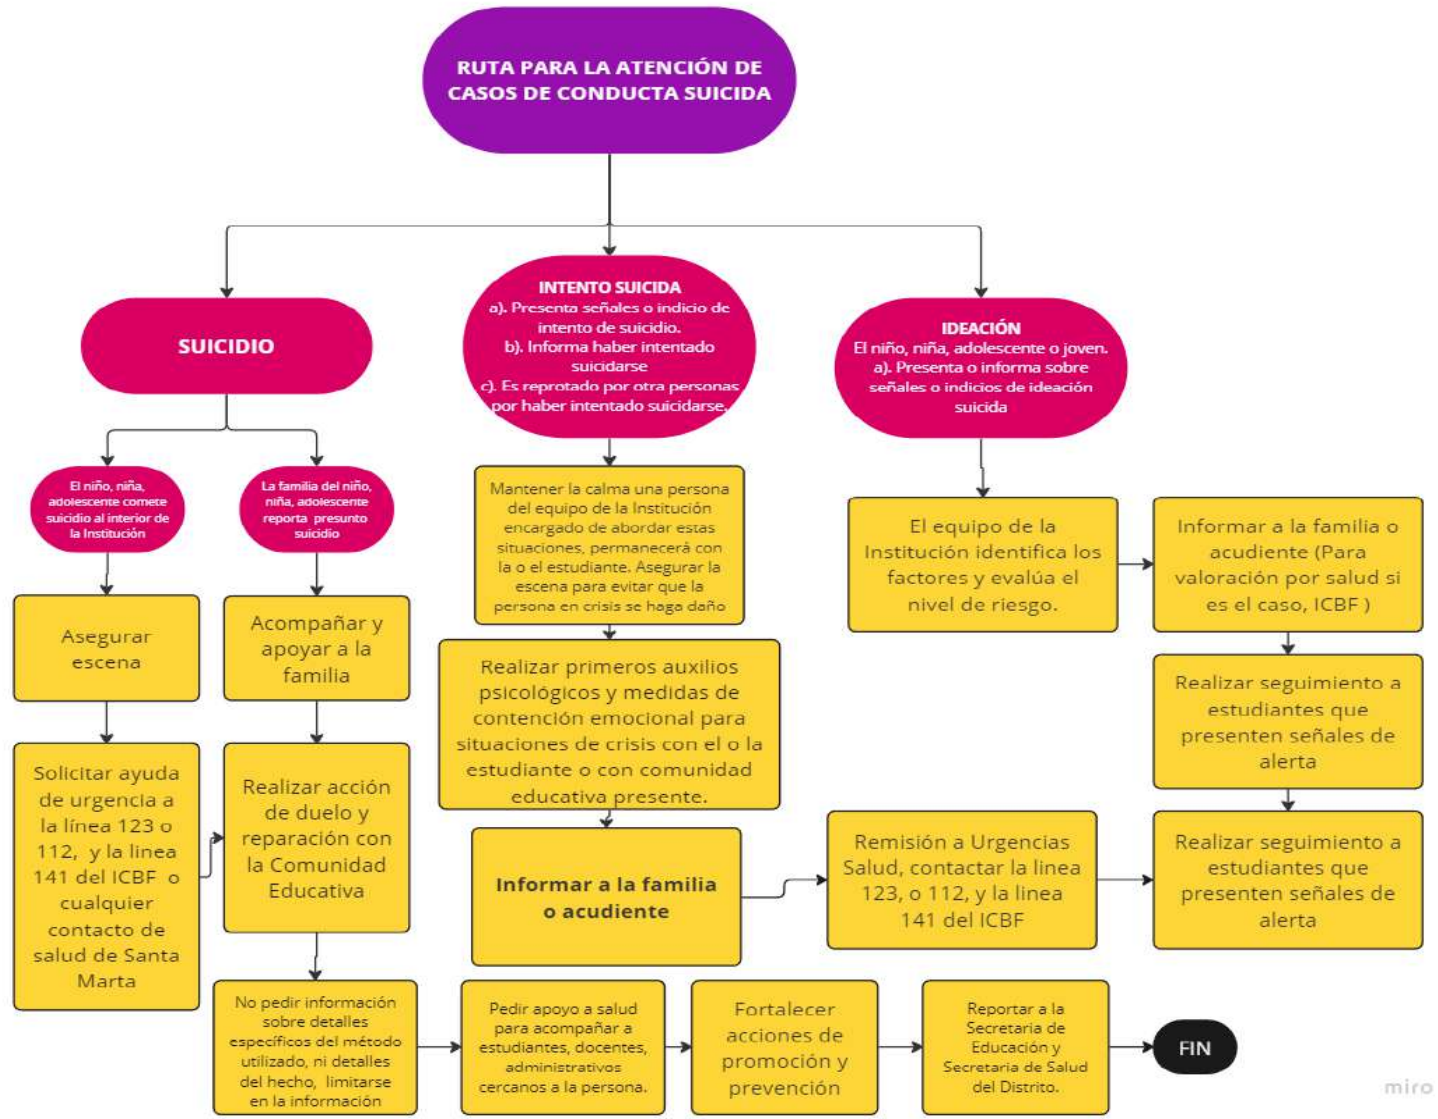 RUTA PARA LA ATENCIÓN DE
CASOS DE CONDUCTA SUICIDA
SUICIDIO
INTENTO SUICIDA
a). Presenta señales o indicio de
intento de suicidio.
b). Informa haber intentado
suicidarse
c). Es reprotado por otra personas
por haber intentado suicidarse.
IDEACIÓN
El niño, niña, adolescente o joven.
a). Presenta o informa sobre
señales o indicios de ideación
suicida
El niño, niña,
adolescente comete
suicidio al interior de
la Institución
La familia del niño,
niña, adolescente
reporta presunto
suicidio
Asegurar
escena
Acompañar y
apoyar a la
familia
Solicitar ayuda
de urgencia a
la línea 123 o
112, y la linea
141 del ICBF o
cualquier
contacto de
salud de Santa
Marta
Realizar acción
de duelo y
reparación con
la Comunidad
Educativa
Mantener la calma una persona
del equipo de la Institución
encargado de abordar estas
situaciones, permanecerá con
la o el estudiante. Asegurar la
escena para evitar que la
persona en crisis se haga daño
Realizar primeros auxilios
psicológicos y medidas de
contención emocional para
situaciones de crisis con el o la
estudiante o con comunidad
educativa presente.
Informar a la familia
o acudiente
El equipo de la
Institución identifica los
factores y evalúa el
nivel de riesgo.
Informar a la familia o
acudiente (Para
valoración por salud si
es el caso, ICBF )
Realizar seguimiento a
estudiantes que
presenten señales de
alerta
Remisión a Urgencias
Salud, contactar la linea
123, o 112, y la linea
141 del ICBF
Realizar seguimiento a
estudiantes que
presenten señales de
alerta
No pedir información
sobre detalles
específicos del método
utilizado, ni detalles
del hecho, limitarse
en la información
Pedir apoyo a salud
para acompañar a
estudiantes, docentes,
administrativos
cercanos a la persona.
Fortalecer
acciones de
promoción y
prevención
Reportar a la
Secretaria de
Educación y
Secretaria de Salud
del Distrito.
FIN
miro